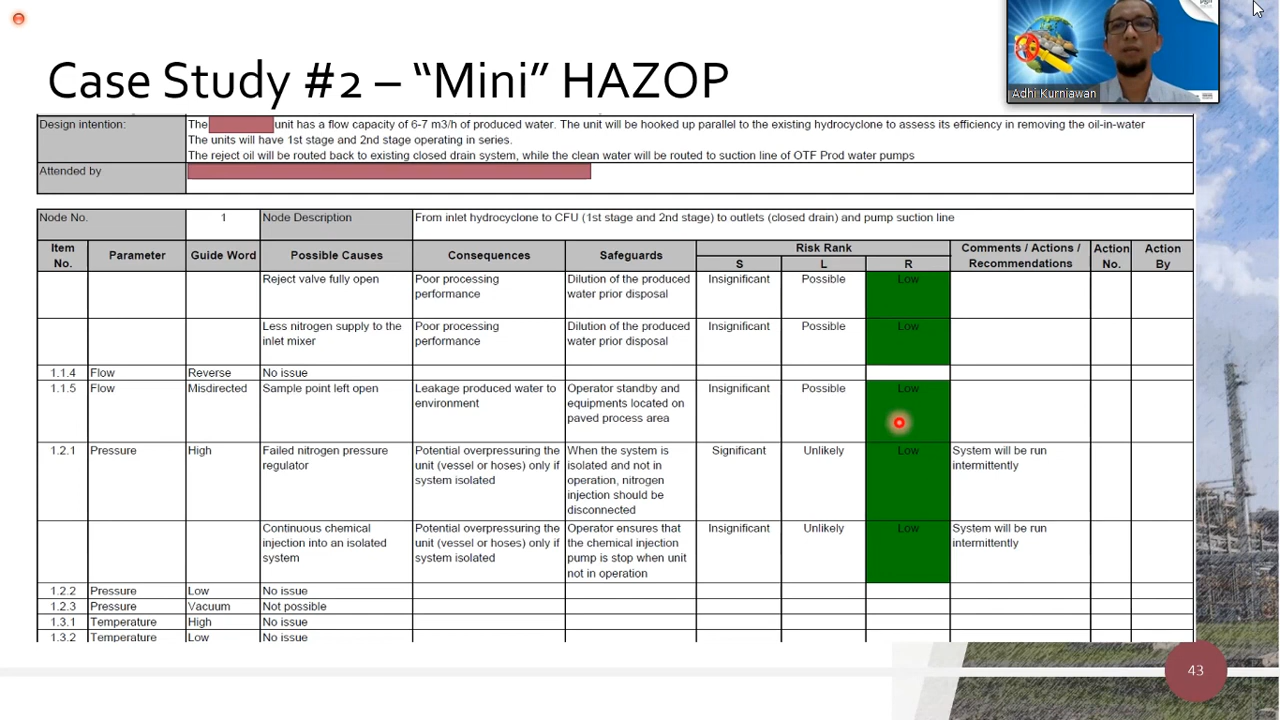 Adhi Kurniawan
Case Study #2 – “Mini” HAZOP
Design intention:
The unit has a flow capacity of 6-7 m3/h of produced water. The unit will be hooked up parallel to the existing hydrocyclone to assess its efficiency in removing the oil-in-water
The units will have 1st stage and 2nd stage operating in series.
The reject oil will be routed back to existing closed drain system, while the clean water will be routed to suction line of OTF Prod water pumps
Attended by
Node No. 1 Node Description From inlet hydrocyclone to CFU (1st stage and 2nd stage) to outlets (closed drain) and pump suction line
Item No. Parameter Guide Word Possible Causes Consequences Safeguards Risk Rank S L R Comments / Actions / Recommendations Action No. Action By
Reject valve fully open Poor processing performance Dilution of the produced water prior disposal Insignificant Possible Low
Less nitrogen supply to the inlet mixer Poor processing performance Dilution of the produced water prior disposal Insignificant Possible Low
1.1.4 Flow Reverse No issue
1.1.5 Flow Misdirected Sample point left open Leakage produced water to environment Operator standby and equipments located on paved process area Insignificant Possible Low
1.2.1 Pressure High Failed nitrogen pressure regulator Potential overpressuring the unit (vessel or hoses) only if system isolated When the system is isolated and not in operation, nitrogen injection should be disconnected Significant Unlikely Low System will be run intermittently
Continuous chemical injection into an isolated system Potential overpressuring the unit (vessel or hoses) only if system isolated Operator ensures that the chemical injection pump is stop when unit not in operation Insignificant Unlikely Low System will be run intermittently
1.2.2 Pressure Low No issue
1.2.3 Pressure Vacuum Not possible
1.3.1 Temperature High No issue
1.3.2 Temperature Low No issue
43